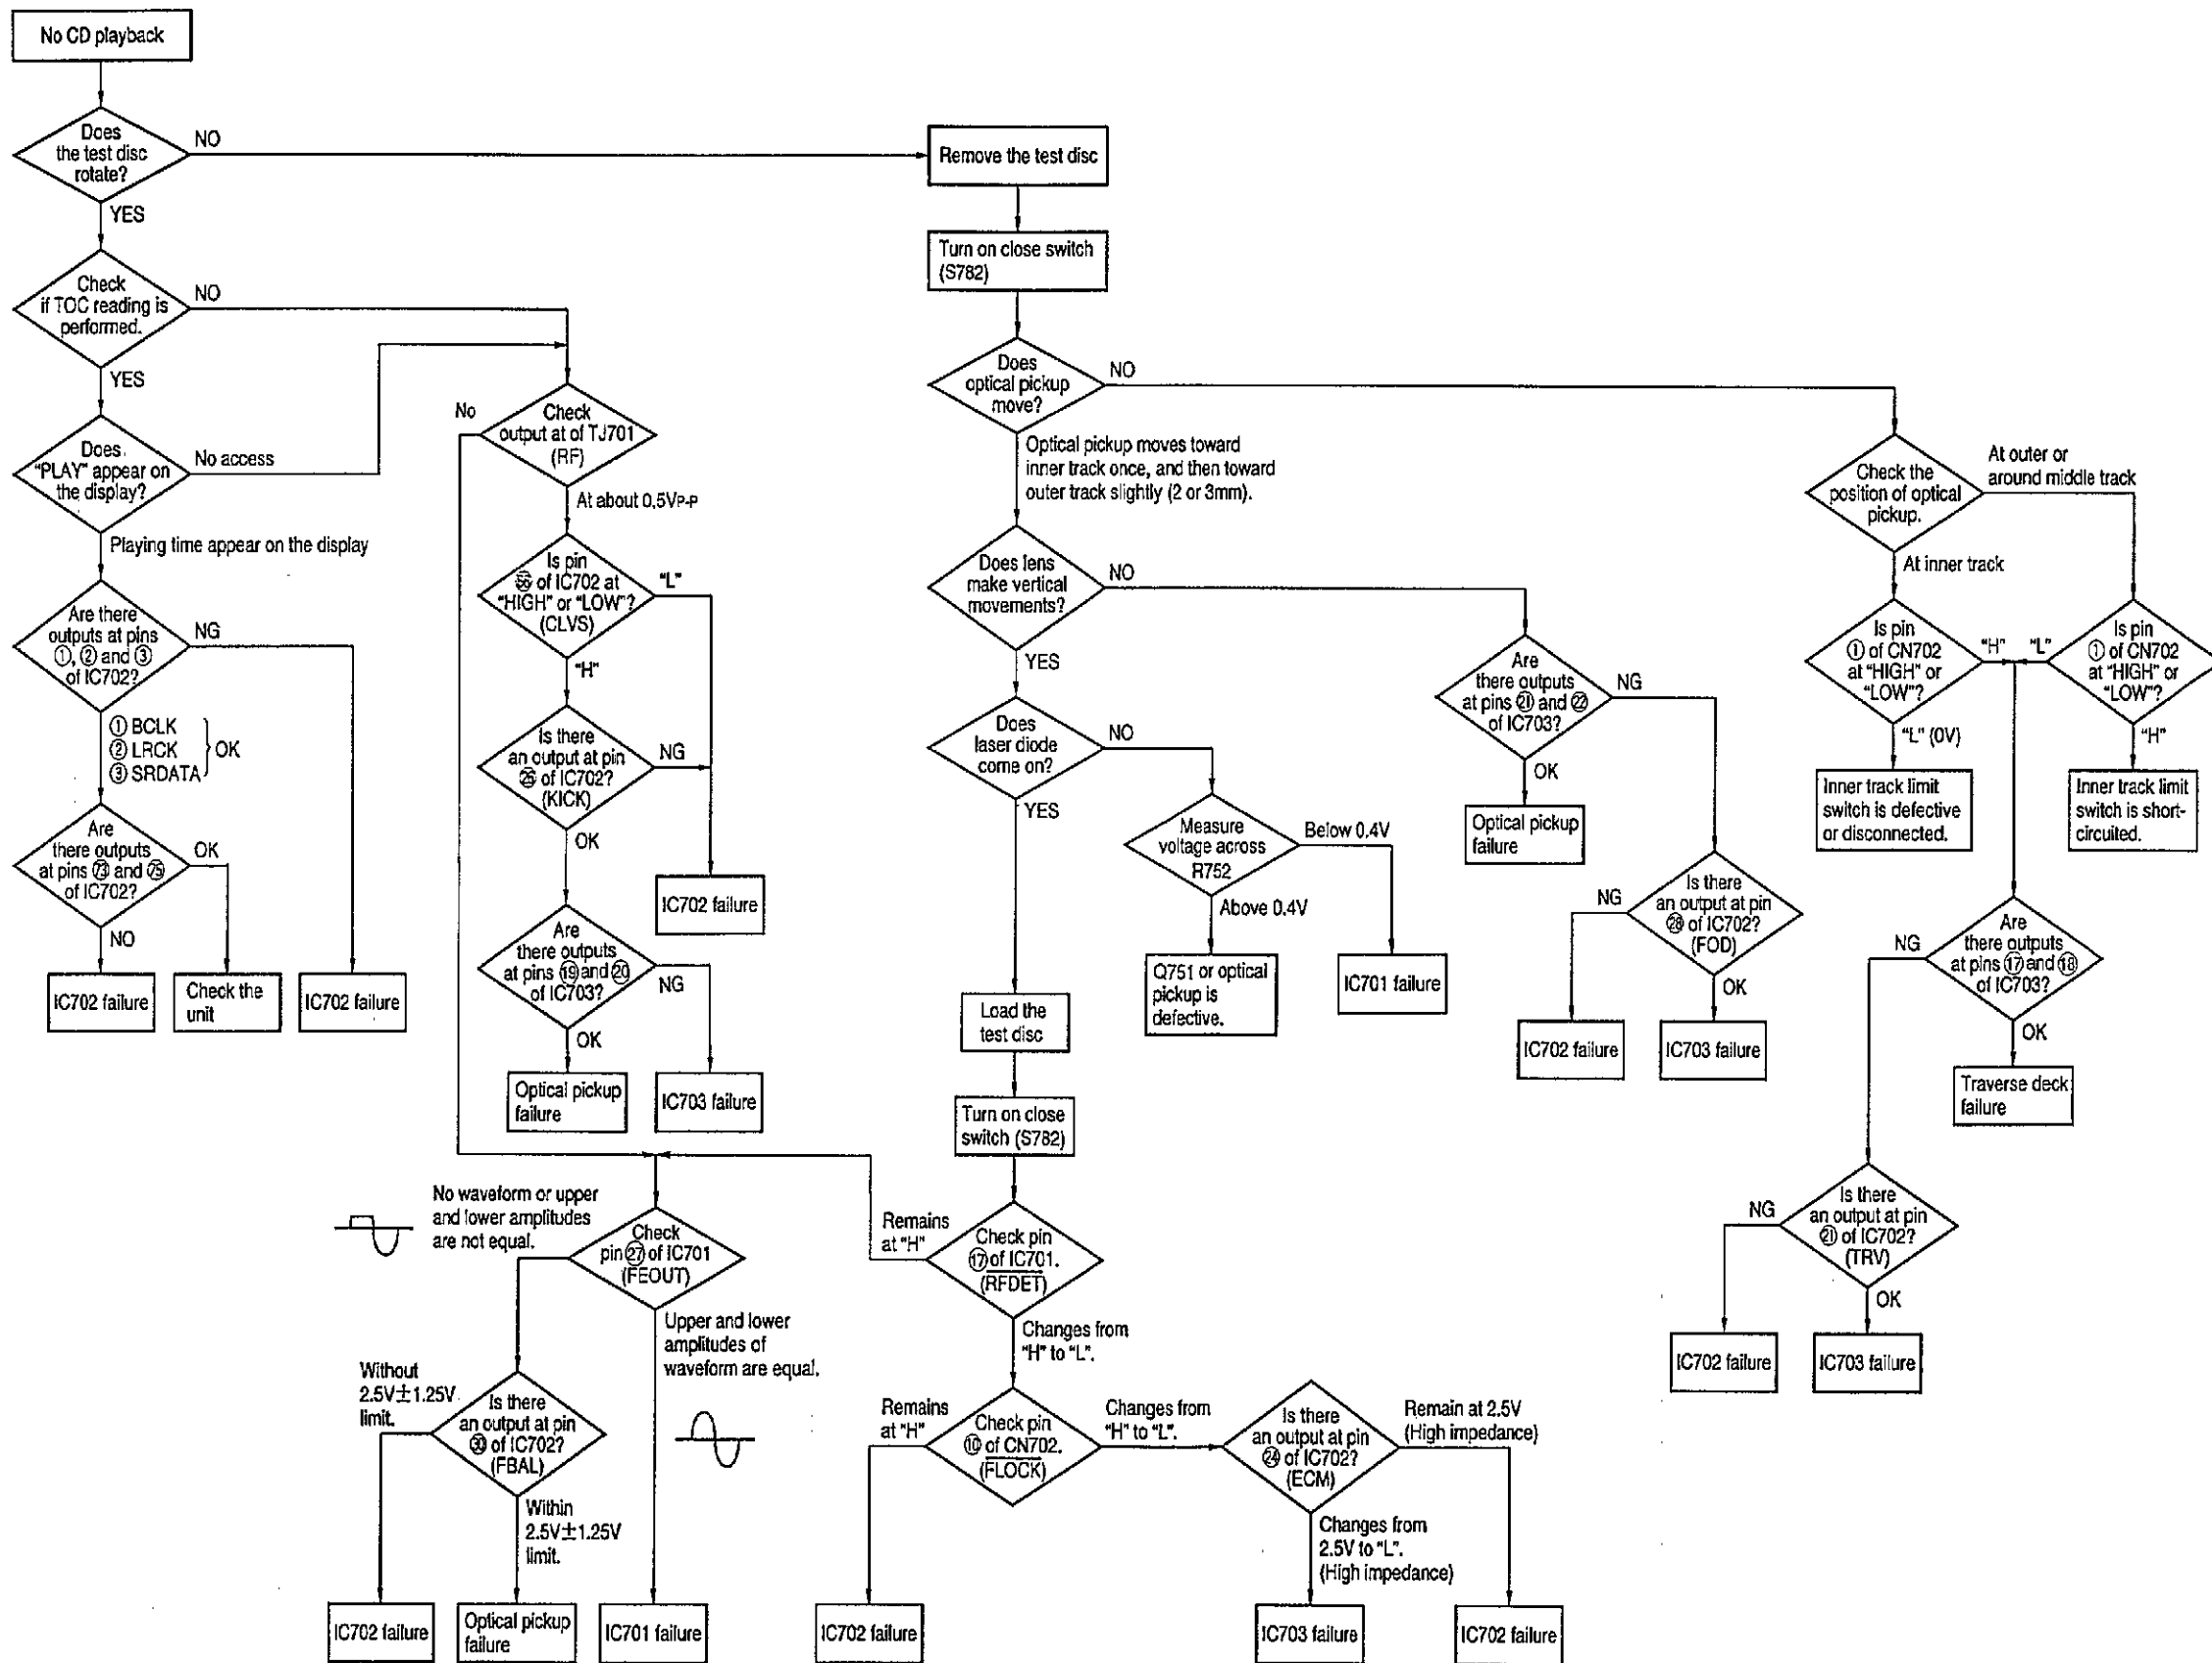 No CD playback
Does
the test disc
rotate?
NO
YES
Remove the test disc
Turn on close switch
(S782)
Check
if TOC reading is
performed.
NO
YES
Does
"PLAY" appear on
the display?
No access
Playing time appear on the display
Are there
outputs at pins
①, ② and ③
of IC702?
NG
① BCLK
② LRCK
③ SRDATA
OK
Are
there outputs
at pins 73 and 75
of IC702?
OK
NO
IC702 failure
Check the
unit
IC702 failure
No
Check
output at of TJ701
(RF)
At about 0.5VP-P
Is pin
of IC702 at
"HIGH" or "LOW"?
(CLVS)
"L"
"H"
Is there
an output at pin
of IC702?
(KICK)
NG
OK
IC702 failure
Are
there outputs
at pins ⑲ and ⑳
of IC703?
NG
OK
Optical pickup
failure
IC703 failure
Does
optical pickup
move?
NO
Optical pickup moves toward
inner track once, and then toward
outer track slightly (2 or 3mm).
Does lens
make vertical
movements?
NO
YES
Does
laser diode
come on?
NO
YES
Measure
voltage across
R752
Below 0.4V
Above 0.4V
Q751 or optical
pickup is
defective.
IC701 failure
Are
there outputs
at pins ㉑ and ㉒
of IC703?
NG
OK
Optical pickup
failure
Is there
an output at pin
㉘ of IC702?
(FOD)
NG
OK
IC702 failure
IC703 failure
Check the
position of optical
pickup.
At outer or
around middle track
At inner track
Is pin
① of CN702
at "HIGH" or
"LOW"?
"H"
"L"
Is pin
① of CN702
at "HIGH" or
"LOW"?
"L" (0V)
"H"
Inner track limit
switch is defective
or disconnected.
Inner track limit
switch is short-
circuited.
Are
there outputs
at pins ⑰ and ⑱
of IC703?
NG
OK
Traverse deck
failure
Is there
an output at pin
㉑ of IC702?
(TRV)
NG
OK
IC702 failure
IC703 failure
Load the
test disc
Turn on close
switch (S782)
Check pin
⑰ of IC701.
(RFDET)
Remains
at "H"
Changes from
"H" to "L".
No waveform or upper
and lower amplitudes
are not equal.
Check
pin ㉗ of IC701
(FEOUT)
Upper and lower
amplitudes of
waveform are equal.
Without
2.5V±1.25V
limit.
Is there
an output at pin
㉚ of IC702?
(FBAL)
Within
2.5V±1.25V
limit.
IC702 failure
Optical pickup
failure
IC701 failure
Remains
at "H"
Check pin
⑩ of CN702.
(FLOCK)
Changes from
"H" to "L".
Is there
an output at pin
㉔ of IC702?
(ECM)
Remain at 2.5V
(High impedance)
Changes from
2.5V to "L".
(High impedance)
IC702 failure
IC703 failure
IC702 failure